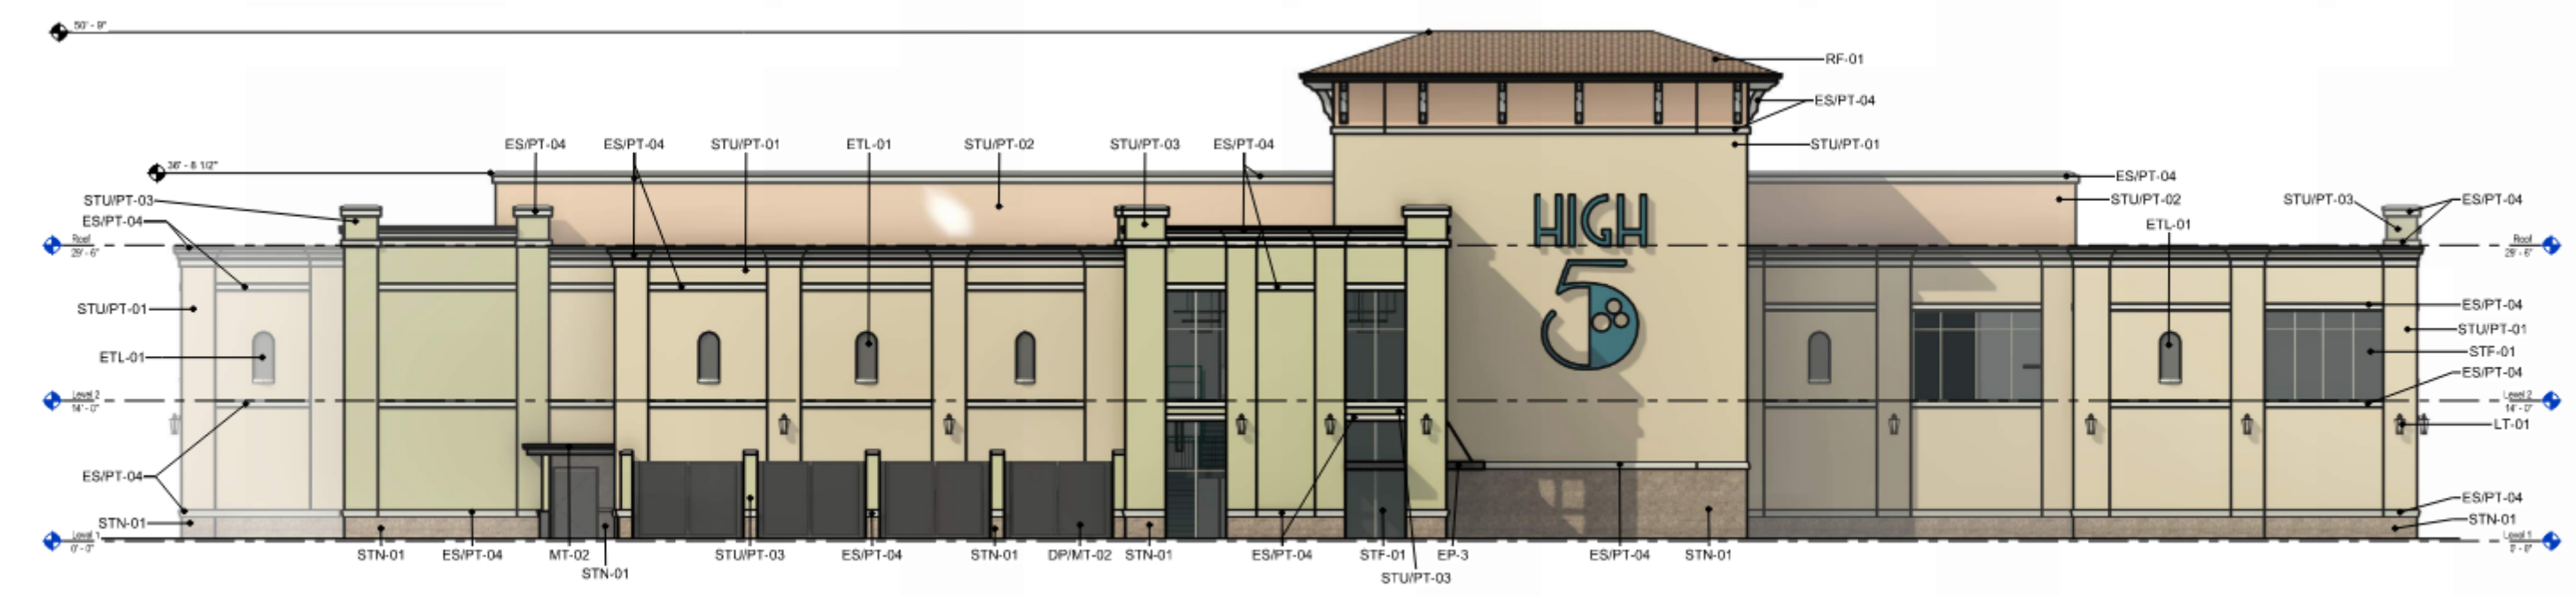 50' - 9"
RF-01
ES/PT-04
ES/PT-04
ES/PT-04
STU/PT-01
ETL-01
STU/PT-02
STU/PT-03
ES/PT-04
STU/PT-01
36' - 8 1/2"
ES/PT-04
STU/PT-03
STU/PT-02
STU/PT-03
ES/PT-04
ES/PT-04
ETL-01
HIGH
5
Roof
29' - 6"
Roof
29' - 6"
STU/PT-01
ES/PT-04
STU/PT-01
ETL-01
STF-01
ES/PT-04
Level 2
14' - 0"
Level 2
14' - 0"
LT-01
ES/PT-04
ES/PT-04
STN-01
STN-01
Level 1
0' - 0"
Level 1
0' - 0"
STN-01
ES/PT-04
MT-02
STN-01
STU/PT-03
ES/PT-04
STN-01
DP/MT-02
STN-01
ES/PT-04
STF-01
STU/PT-03
EP-3
ES/PT-04
STN-01